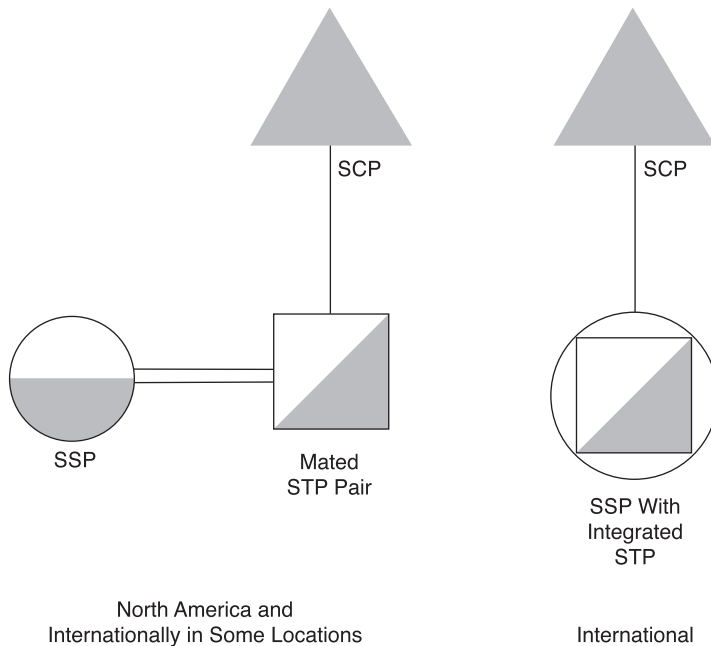 SCP
SCP
SSP
Mated
STP Pair
SSP With
Integrated
STP
North America and
Internationally in Some Locations
International